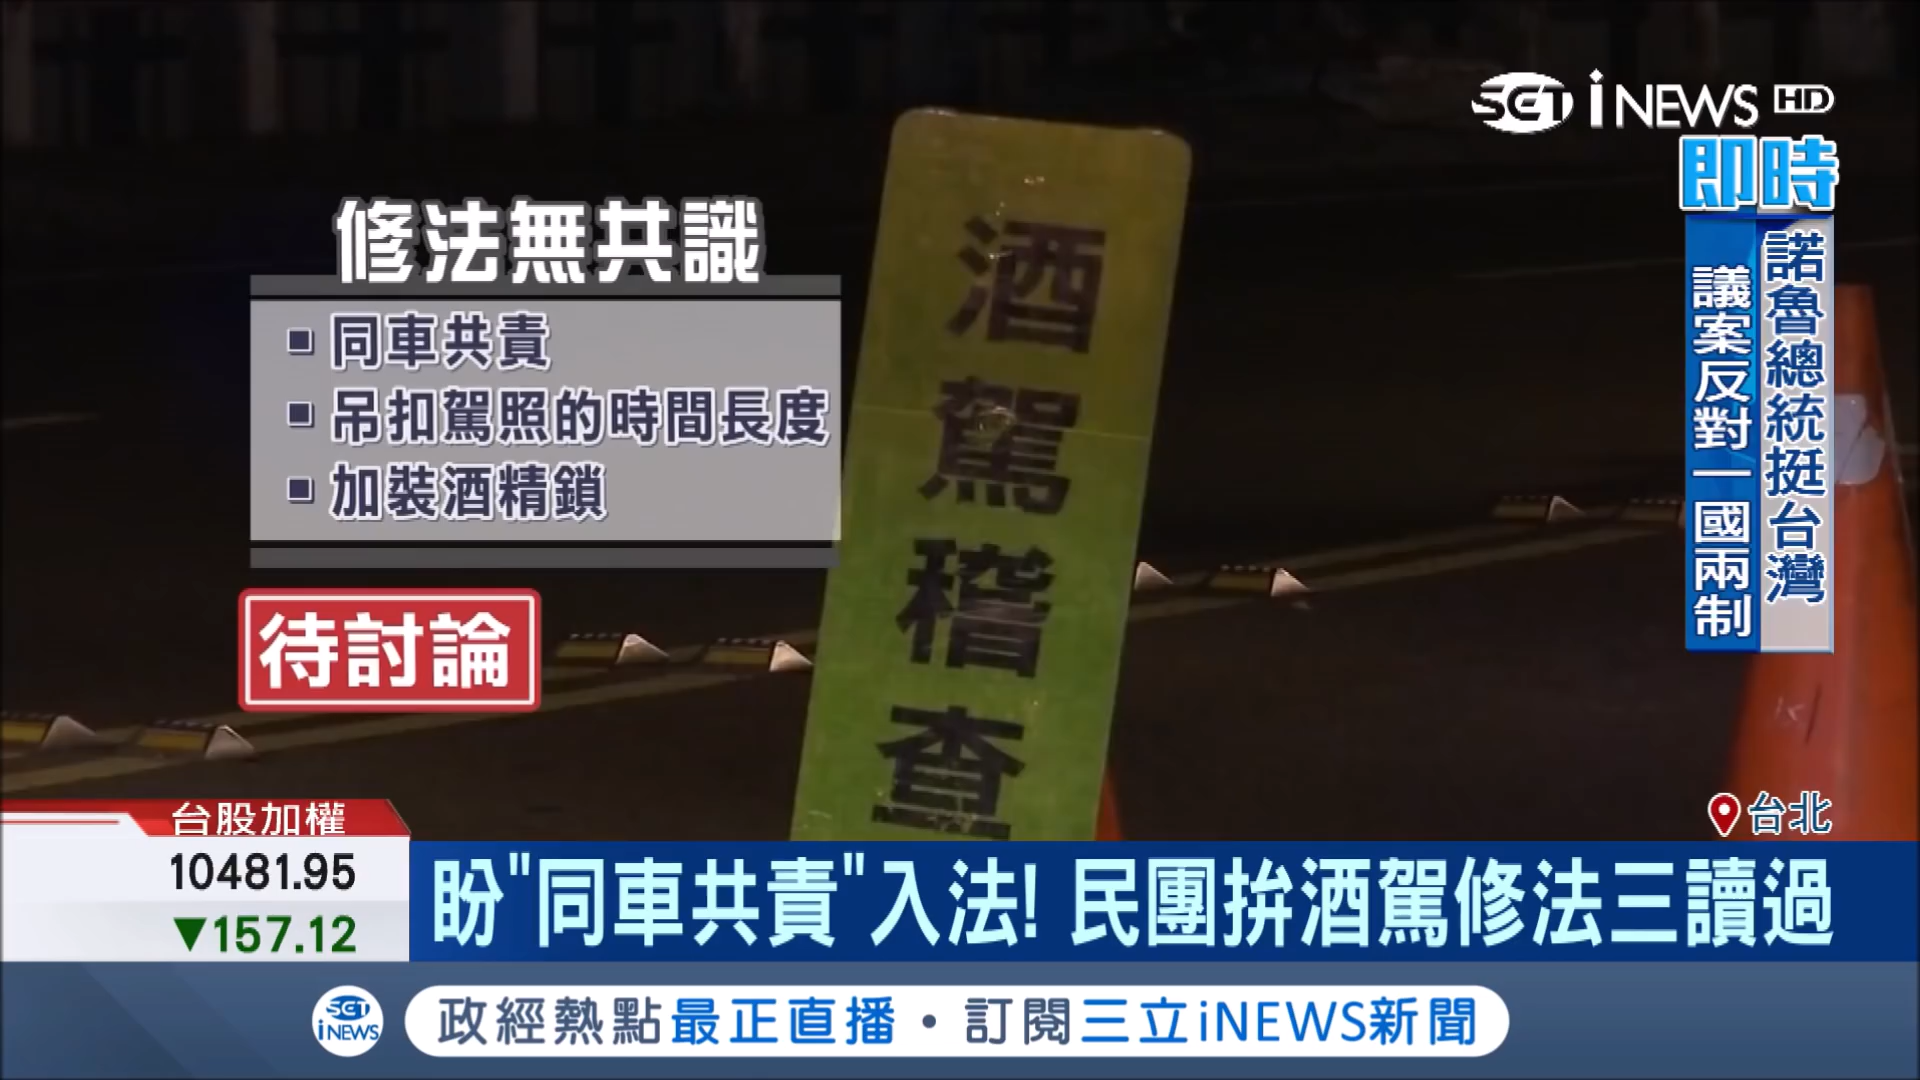 SET iNEWS HD
即時
諾魯總統挺台灣
議案反對一國兩制
修法無共識
同車共責
吊扣駕照的時間長度
加裝酒精鎖
待討論
酒駕稽查
台北
台股加權
10481.95
▼157.12
盼"同車共責"入法! 民團拚酒駕修法三讀過
SET iNEWS
政經熱點最正直播・訂閱三立iNEWS新聞